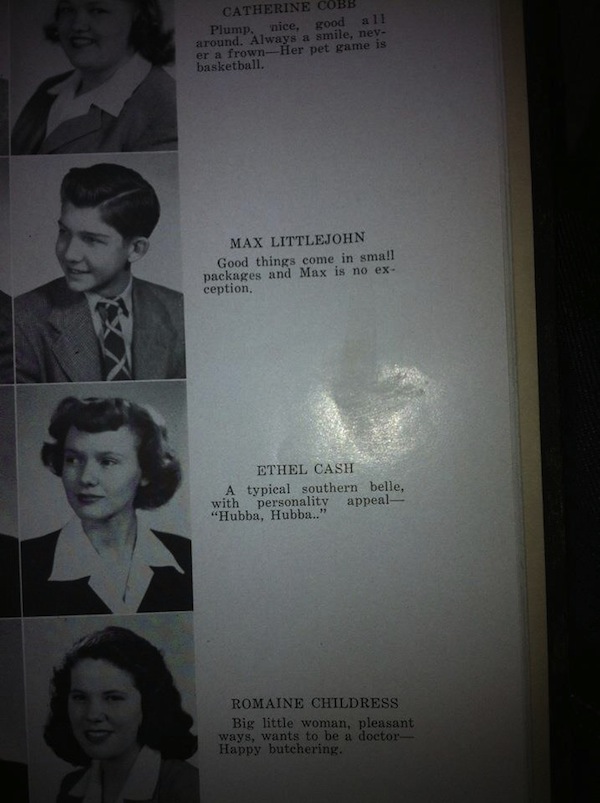 CATHERINE COBB
Plump, nice, good all
around. Always a smile, nev-
er a frown—Her pet game is
basketball.
MAX LITTLEJOHN
Good things come in small
packages and Max is no ex-
ception.
ETHEL CASH
A typical southern belle,
with personality appeal—
"Hubba, Hubba.."
ROMAINE CHILDRESS
Big little woman, pleasant
ways, wants to be a doctor—
Happy butchering.